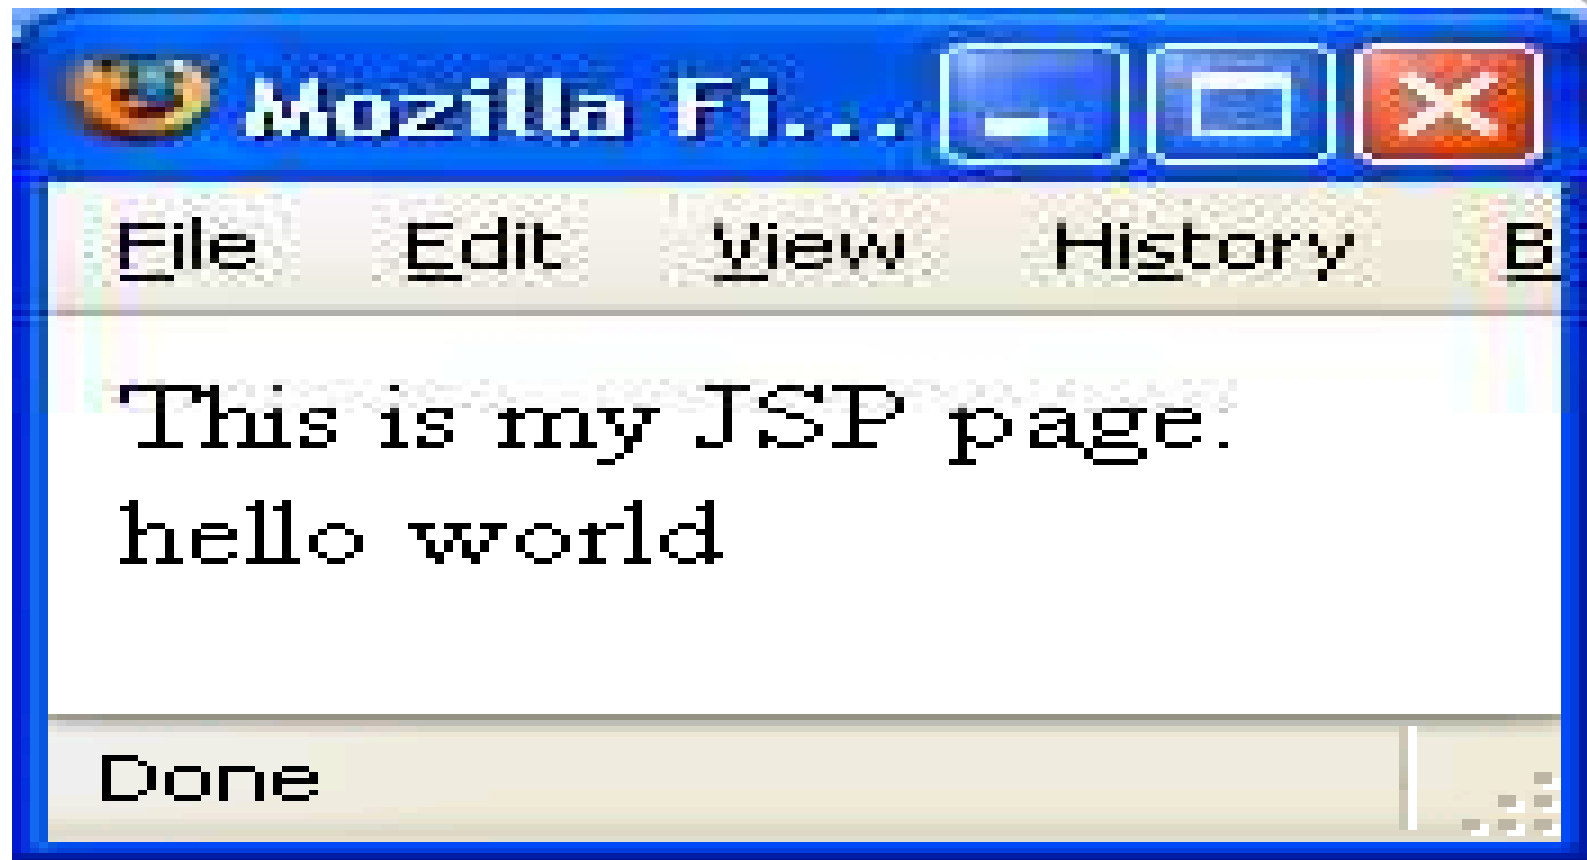 Mozilla Fi...
File Edit View History B
This is my JSP page.
hello world
Done